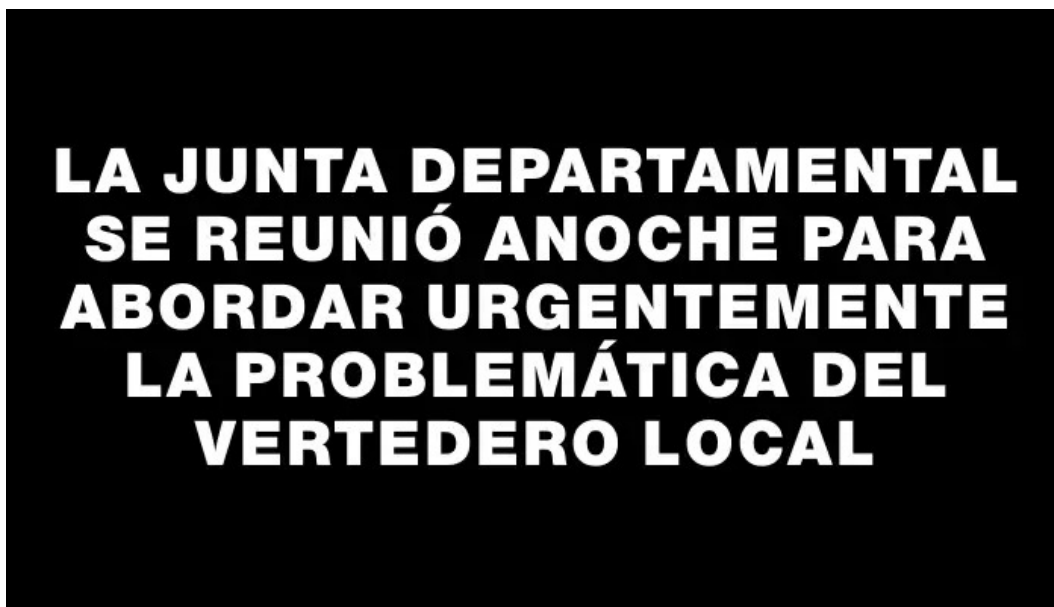 LA JUNTA DEPARTAMENTAL
SE REUNIÓ ANOCHE PARA
ABORDAR URGENTEMENTE
LA PROBLEMÁTICA DEL
VERTEDERO LOCAL